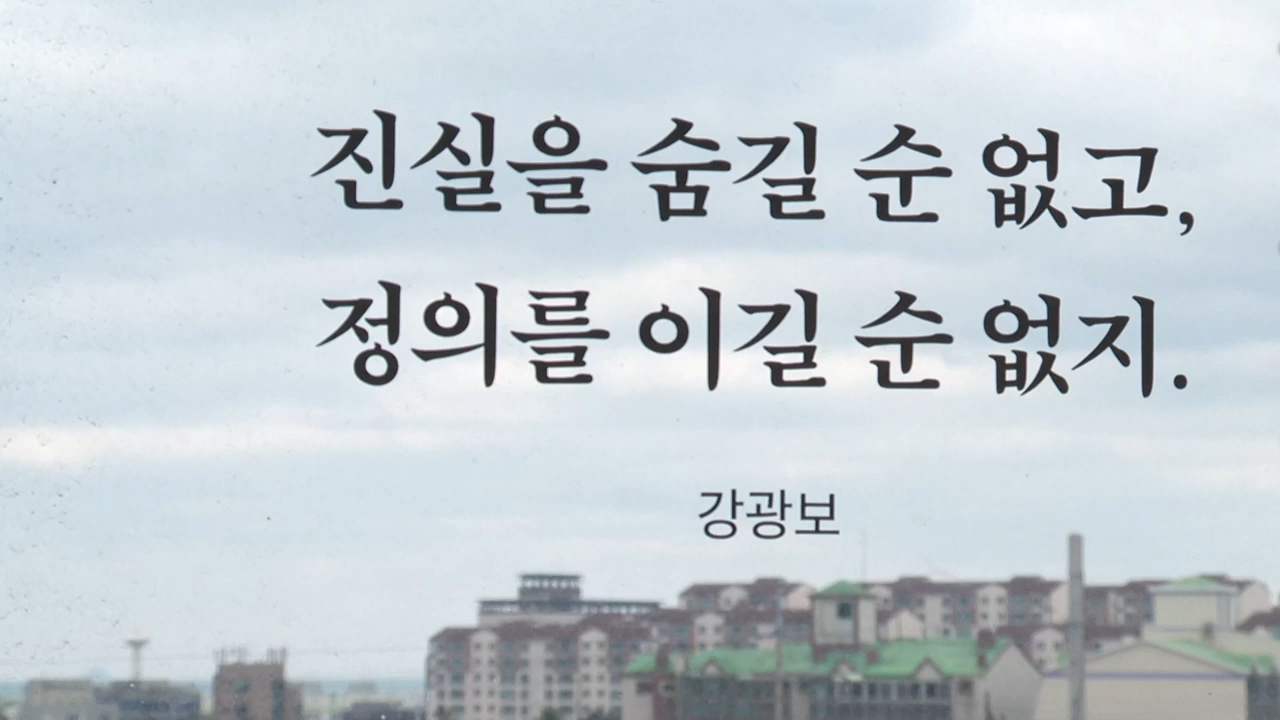 진실을 숨길 순 없고,
정의를 이길 순 없지.
강광보